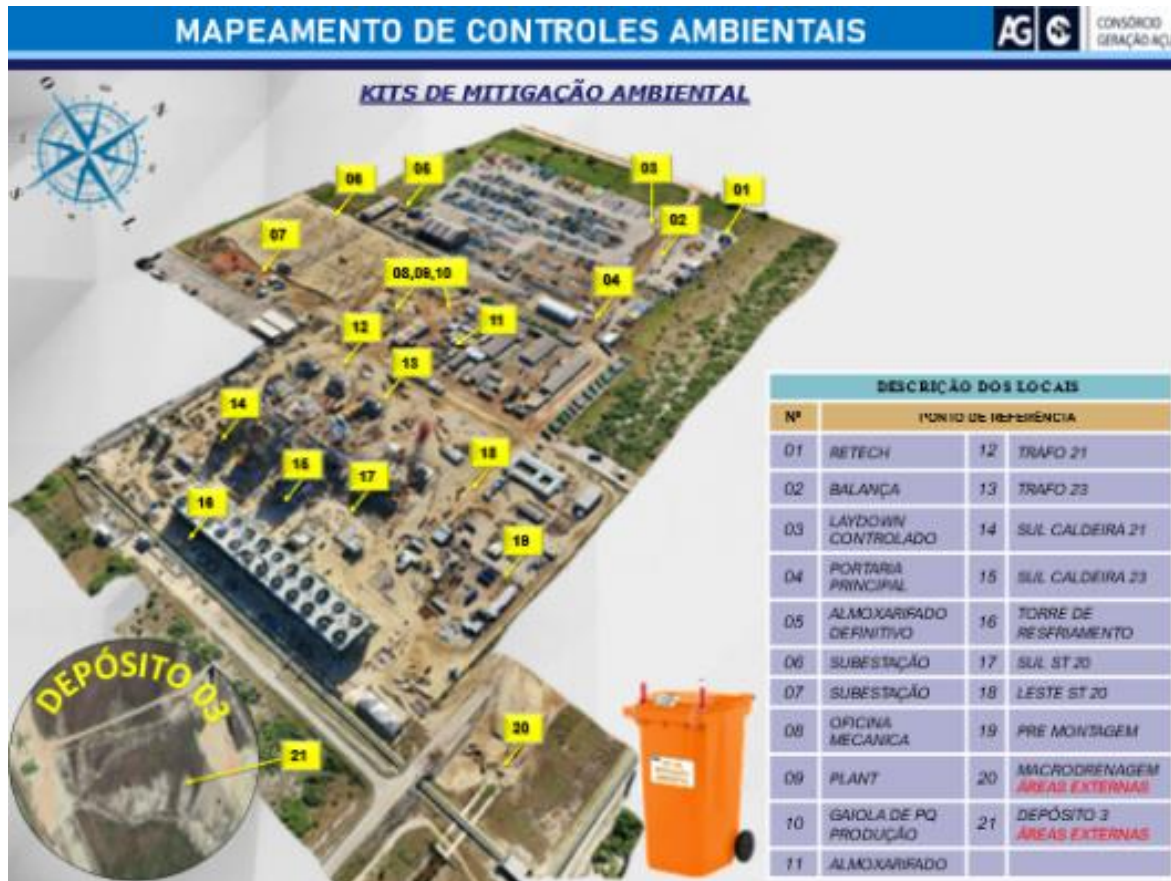 MAPEAMENTO DE CONTROLES AMBIENTAIS
AG
CONSÓRCIO
GERAÇÃO AÇU
KITS DE MITIGAÇÃO AMBIENTAL
06
03
01
07
02
08,09,10
04
12
11
13
14
15
18
16
17
19
DEPÓSITO 03
20
21
DESCRIÇÃO DOS LOCAIS
Nº PONTO DE REFERÊNCIA
01 RETECH 12 TRAFO 21
02 BALANÇA 13 TRAFO 23
03 LAYDOWN CONTROLADO 14 SUL CALDEIRA 21
04 PORTARIA PRINCIPAL 15 SUL CALDEIRA 23
05 ALMOXARIFADO DEFINITIVO 16 TORRE DE RESFRIAMENTO
06 SUBESTAÇÃO 17 SUL ST 20
07 SUBESTAÇÃO 18 LESTE ST 20
08 OFICINA MECANICA 19 PRE MONTAGEM
09 PLANT 20 MACRODRENAGEM ÁREAS EXTERNAS
10 GAIOLA DE PQ PRODUÇÃO 21 DEPÓSITO 3 ÁREAS EXTERNAS
11 ALMOXARIFADO